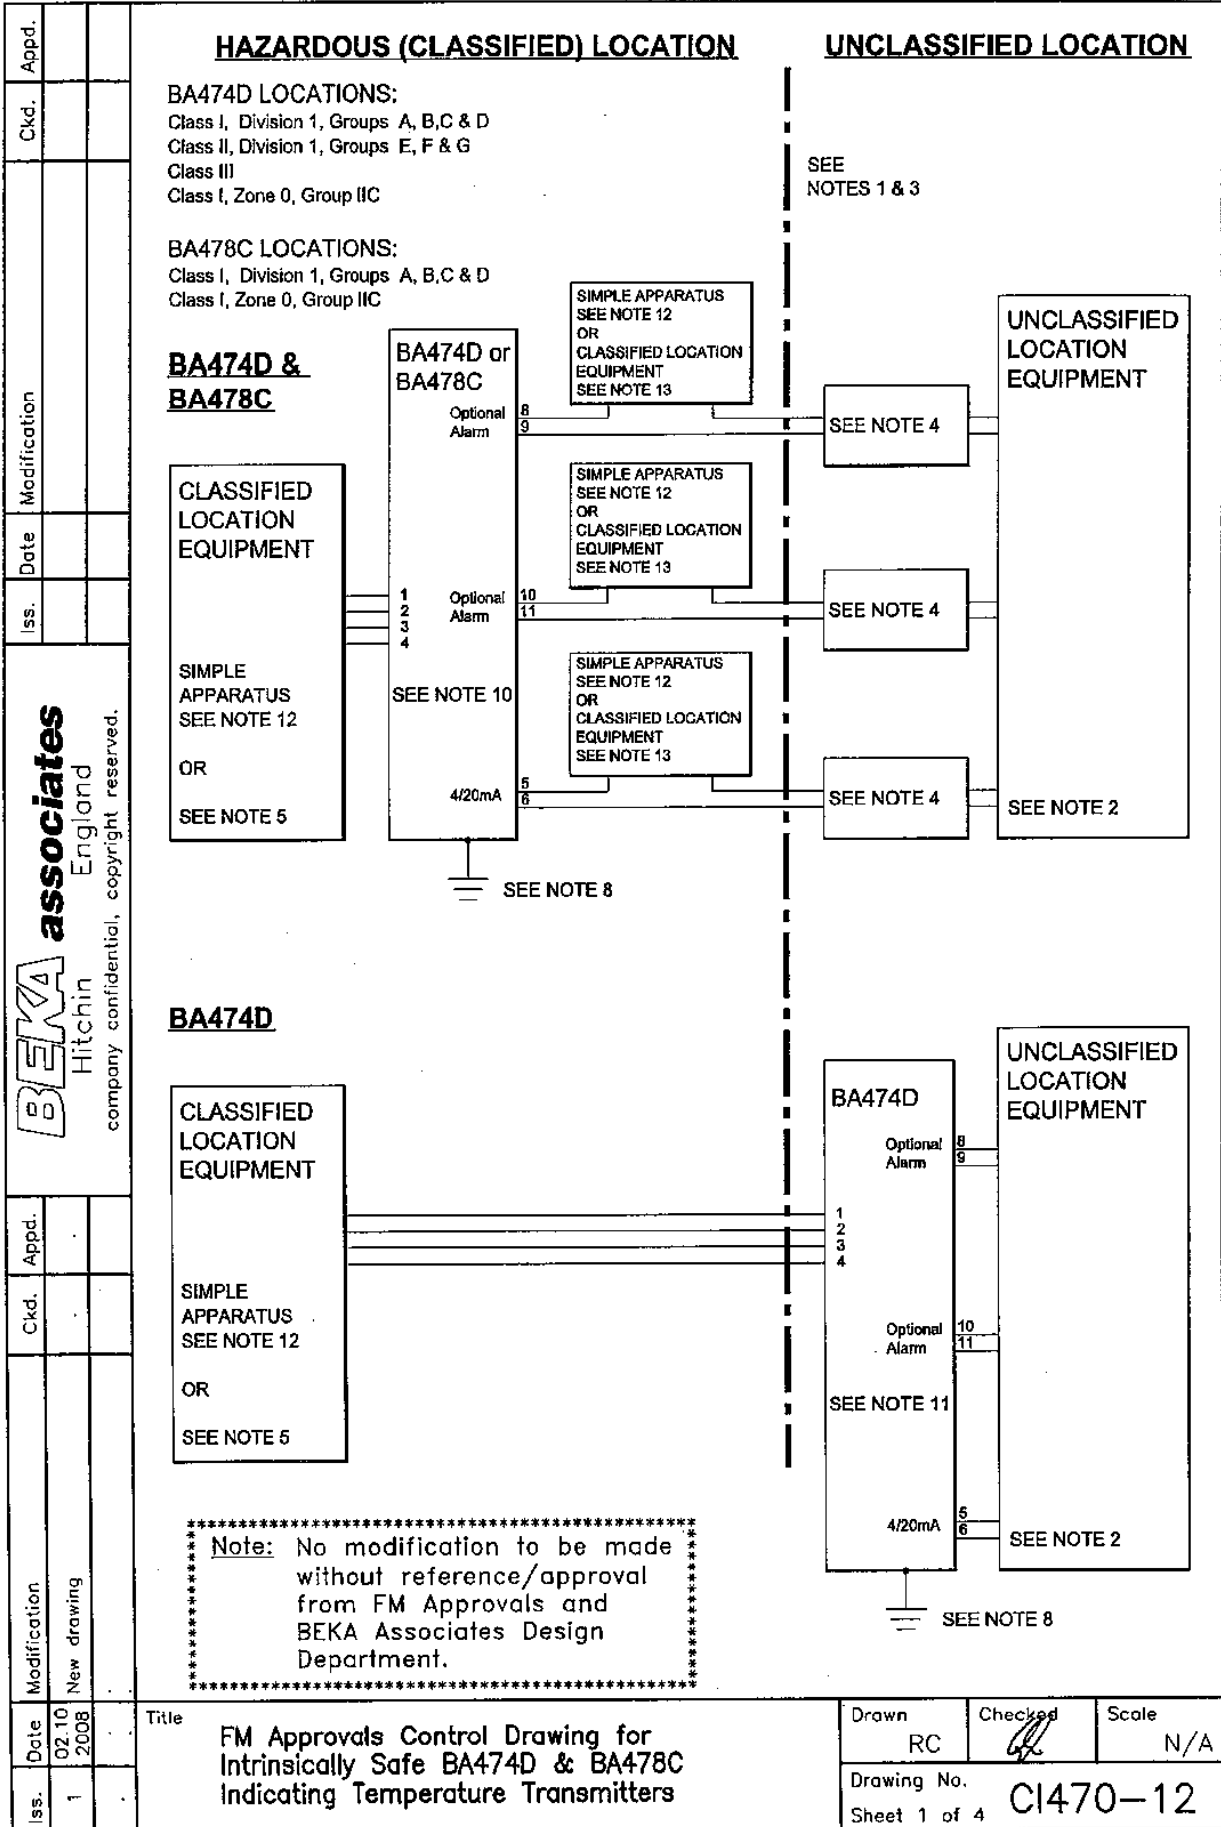 HAZARDOUS (CLASSIFIED) LOCATION
UNCLASSIFIED LOCATION
BA474D LOCATIONS:
Class I, Division 1, Groups A, B,C & D
Class II, Division 1, Groups E, F & G
Class III
Class I, Zone 0, Group IIC
SEE
NOTES 1 & 3
BA478C LOCATIONS:
Class I, Division 1, Groups A, B,C & D
Class I, Zone 0, Group IIC
BA474D &
BA478C
CLASSIFIED
LOCATION
EQUIPMENT
SIMPLE
APPARATUS
SEE NOTE 12
OR
SEE NOTE 5
1
2
3
4
BA474D or
BA478C
Optional
Alarm
8
9
Optional
Alarm
10
11
SEE NOTE 10
4/20mA
5
6
SEE NOTE 8
SIMPLE APPARATUS
SEE NOTE 12
OR
CLASSIFIED LOCATION
EQUIPMENT
SEE NOTE 13
SIMPLE APPARATUS
SEE NOTE 12
OR
CLASSIFIED LOCATION
EQUIPMENT
SEE NOTE 13
SIMPLE APPARATUS
SEE NOTE 12
OR
CLASSIFIED LOCATION
EQUIPMENT
SEE NOTE 13
SEE NOTE 4
SEE NOTE 4
SEE NOTE 4
UNCLASSIFIED
LOCATION
EQUIPMENT
SEE NOTE 2
BA474D
CLASSIFIED
LOCATION
EQUIPMENT
SIMPLE
APPARATUS
SEE NOTE 12
OR
SEE NOTE 5
BA474D
Optional
Alarm
8
9
1
2
3
4
Optional
Alarm
10
11
SEE NOTE 11
4/20mA
5
6
SEE NOTE 8
UNCLASSIFIED
LOCATION
EQUIPMENT
SEE NOTE 2
***************************************************
Note: No modification to be made
without reference/approval
from FM Approvals and
BEKA Associates Design
Department.
***************************************************
Title
FM Approvals Control Drawing for
Intrinsically Safe BA474D & BA478C
Indicating Temperature Transmitters
Drawn
RC
Checked
Scale
N/A
Drawing No.
CI470-12
Sheet 1 of 4
Iss. Date Modification Ckd. Appd.
1 02.10 2008 New drawing
BEKA associates
Hitchin England
company confidential, copyright reserved.
Iss. Date Modification Ckd. Appd.